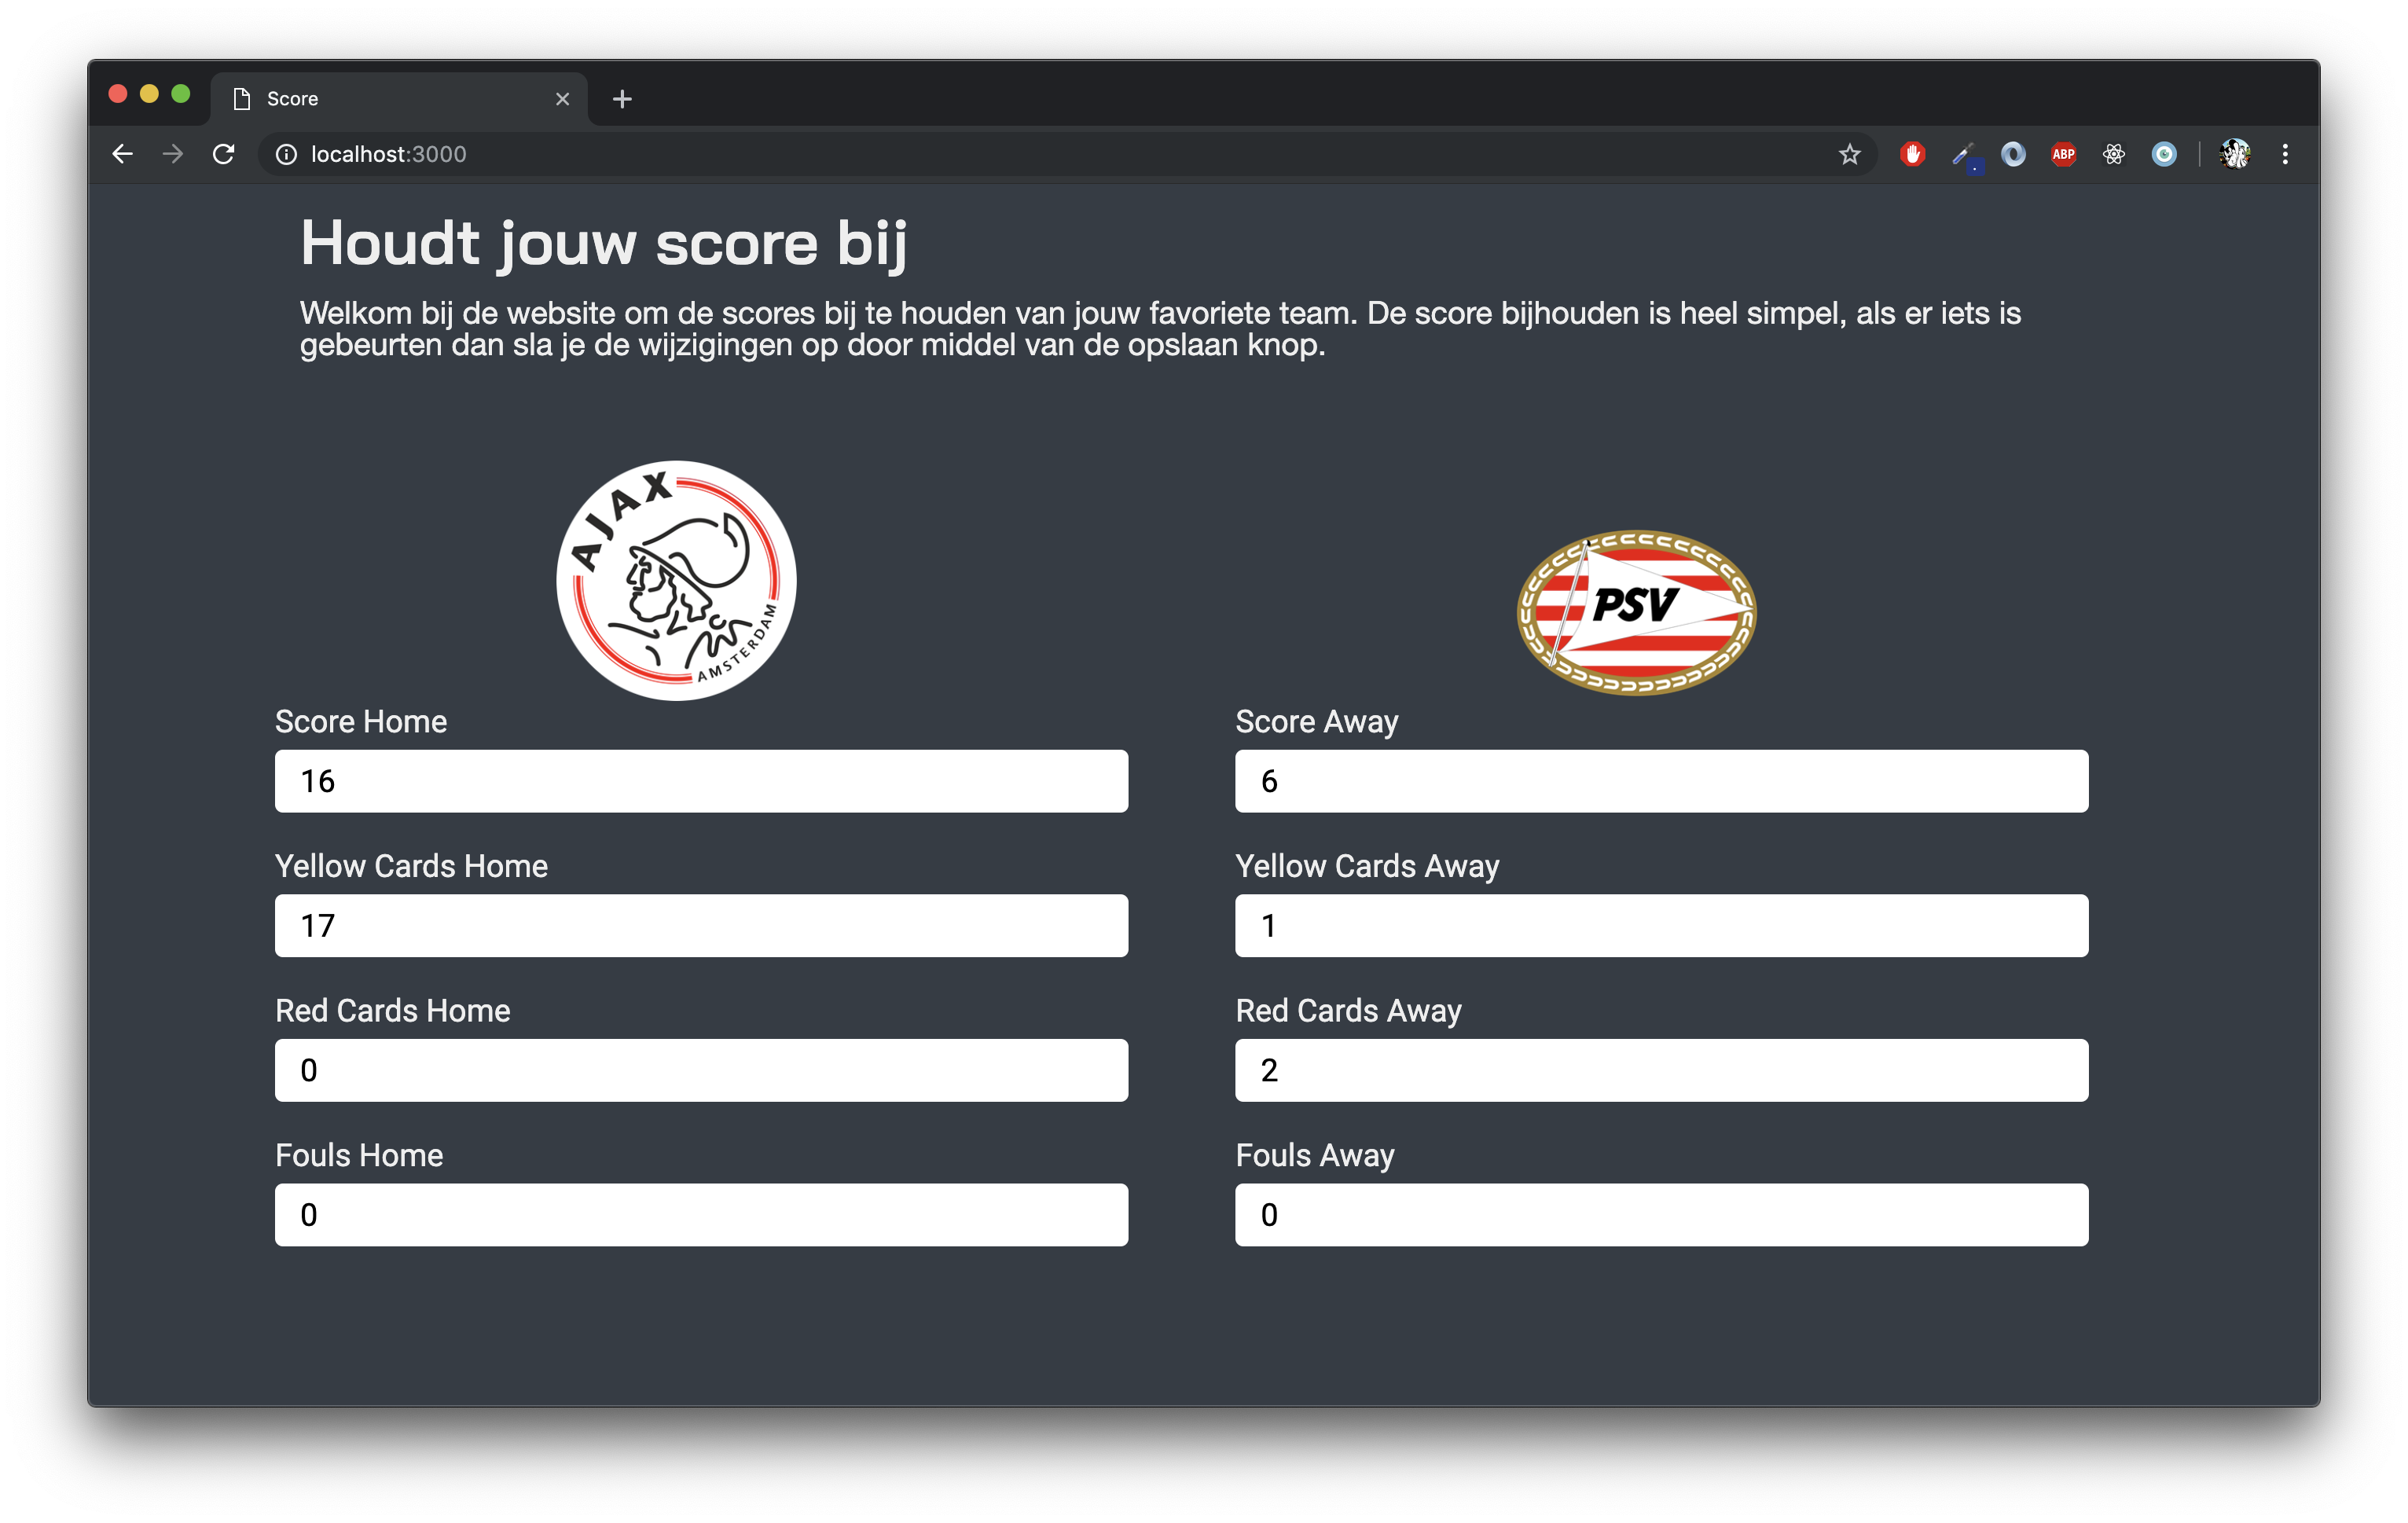 Score
localhost:3000
ABP
Houdt jouw score bij
Welkom bij de website om de scores bij te houden van jouw favoriete team. De score bijhouden is heel simpel, als er iets is
gebeurten dan sla je de wijzigingen op door middel van de opslaan knop.
AJAX
AMSTERDAM
PSV
Score Home
16
Yellow Cards Home
17
Red Cards Home
0
Fouls Home
0
Score Away
6
Yellow Cards Away
1
Red Cards Away
2
Fouls Away
0